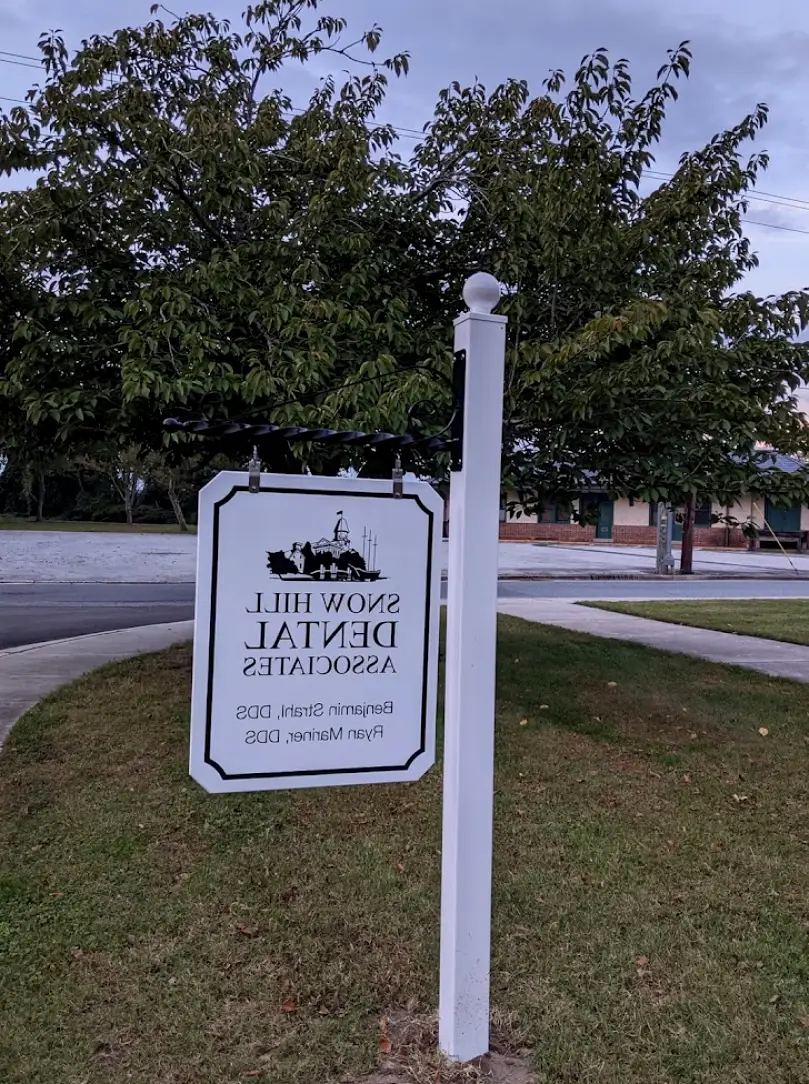 SNOW HILL
DENTAL
ASSOCIATES
Benjamin Strahl, DDS
Ryan Mariner, DDS